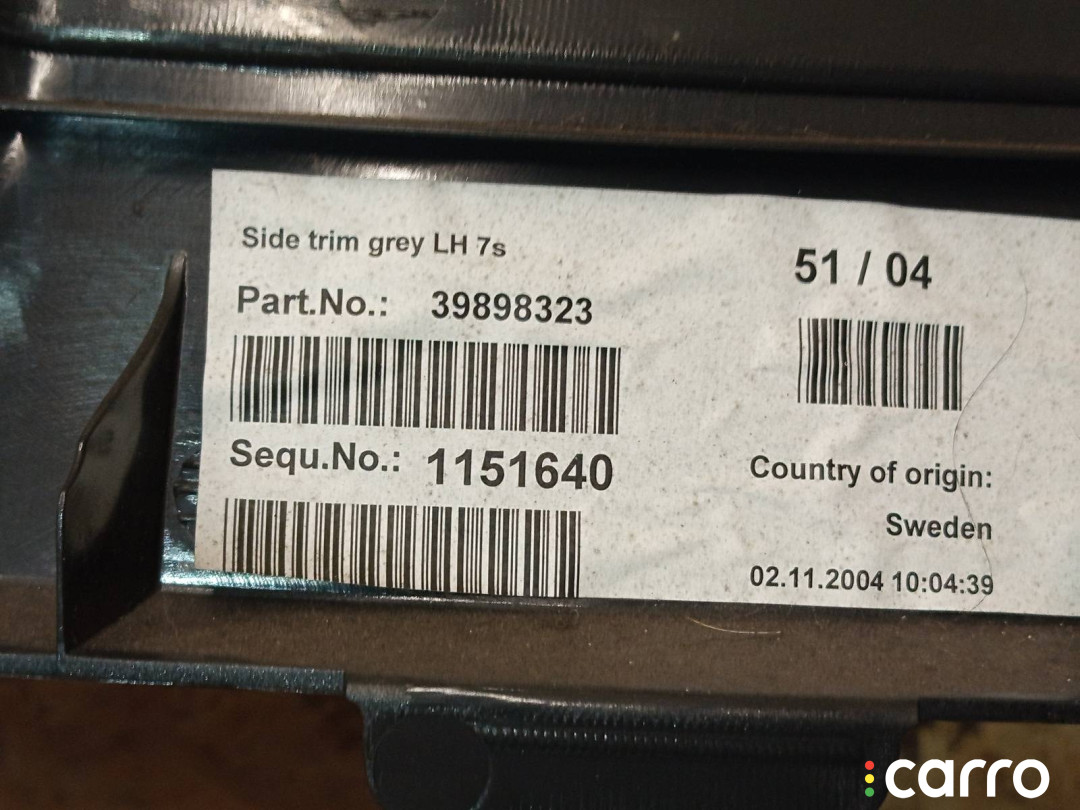 Side trim grey LH 7s
Part.No.: 39898323
Sequ.No.: 1151640
51 / 04
Country of origin:
Sweden
02.11.2004 10:04:39
carro